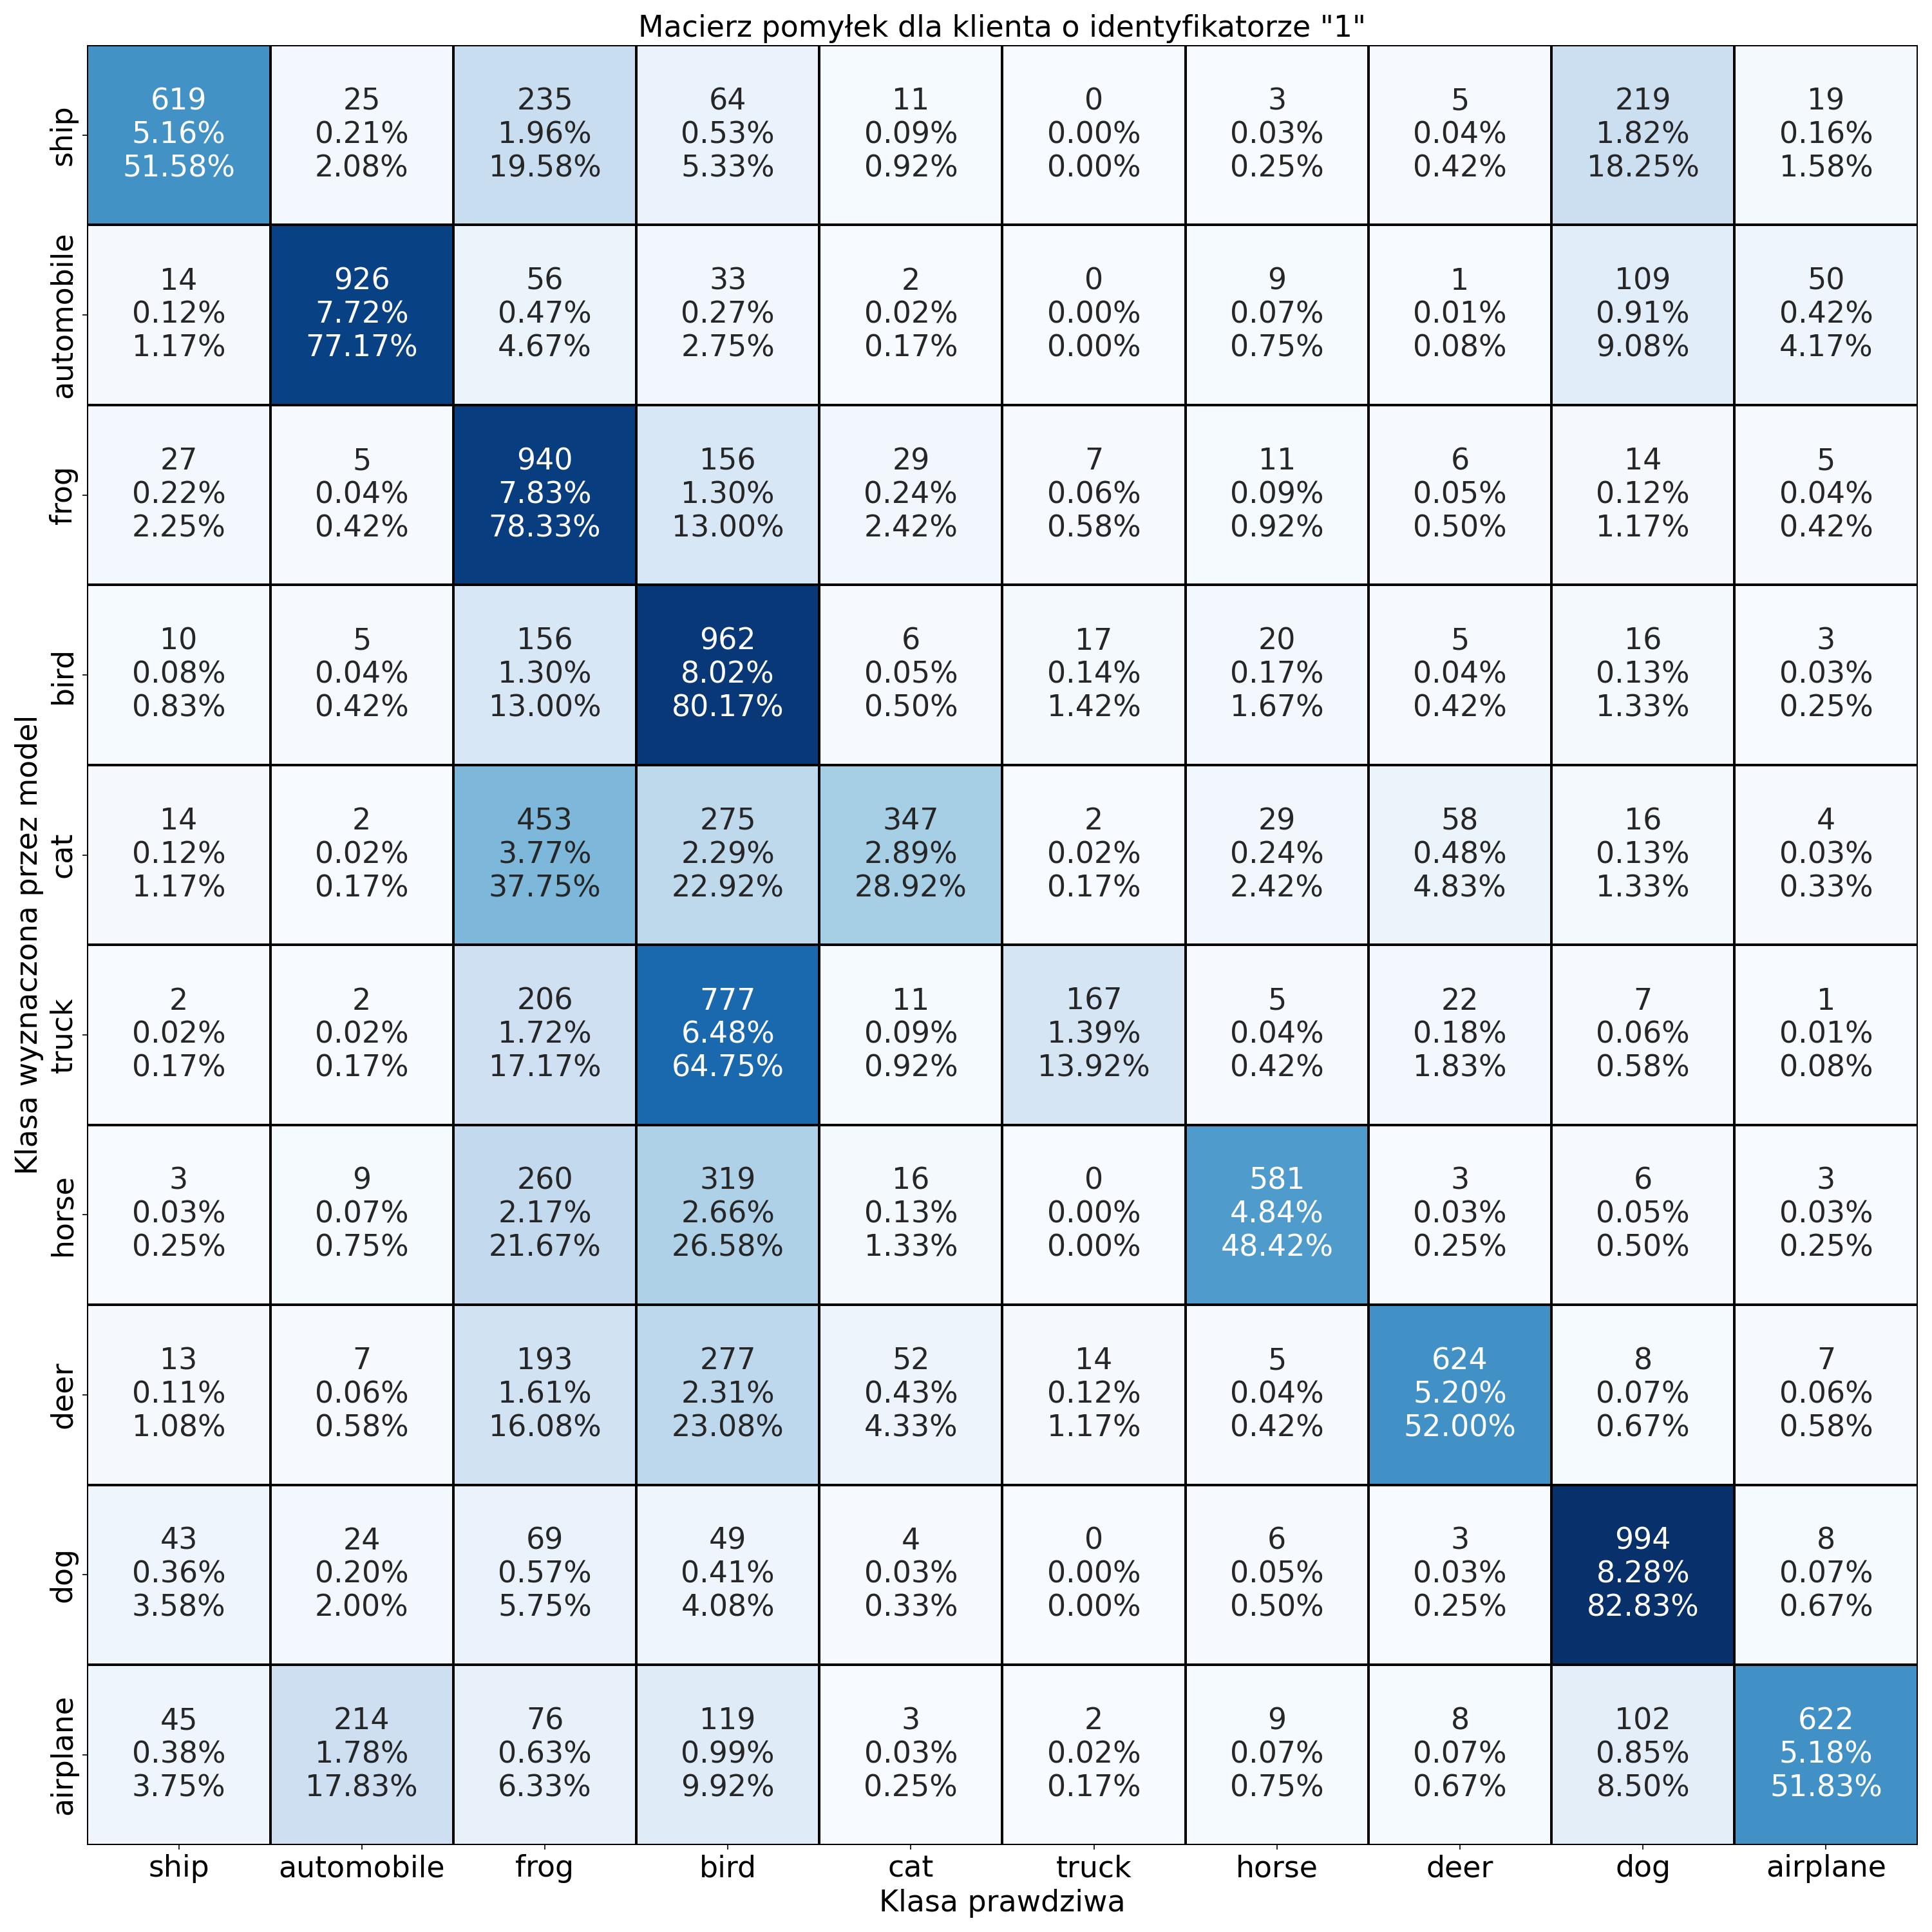 Macierz pomyłek dla klienta o identyfikatorze "1"
Klasa wyznaczona przez model
ship
619 25 235 64 11 0 3 5 219 19
5.16% 0.21% 1.96% 0.53% 0.09% 0.00% 0.03% 0.04% 1.82% 0.16%
51.58% 2.08% 19.58% 5.33% 0.92% 0.00% 0.25% 0.42% 18.25% 1.58%
automobile
14 926 56 33 2 0 9 1 109 50
0.12% 7.72% 0.47% 0.27% 0.02% 0.00% 0.07% 0.01% 0.91% 0.42%
1.17% 77.17% 4.67% 2.75% 0.17% 0.00% 0.75% 0.08% 9.08% 4.17%
frog
27 5 940 156 29 7 11 6 14 5
0.22% 0.04% 7.83% 1.30% 0.24% 0.06% 0.09% 0.05% 0.12% 0.04%
2.25% 0.42% 78.33% 13.00% 2.42% 0.58% 0.92% 0.50% 1.17% 0.42%
bird
10 5 156 962 6 17 20 5 16 3
0.08% 0.04% 1.30% 8.02% 0.05% 0.14% 0.17% 0.04% 0.13% 0.03%
0.83% 0.42% 13.00% 80.17% 0.50% 1.42% 1.67% 0.42% 1.33% 0.25%
cat
14 2 453 275 347 2 29 58 16 4
0.12% 0.02% 3.77% 2.29% 2.89% 0.02% 0.24% 0.48% 0.13% 0.03%
1.17% 0.17% 37.75% 22.92% 28.92% 0.17% 2.42% 4.83% 1.33% 0.33%
truck
2 2 206 777 11 167 5 22 7 1
0.02% 0.02% 1.72% 6.48% 0.09% 1.39% 0.04% 0.18% 0.06% 0.01%
0.17% 0.17% 17.17% 64.75% 0.92% 13.92% 0.42% 1.83% 0.58% 0.08%
horse
3 9 260 319 16 0 581 3 6 3
0.03% 0.07% 2.17% 2.66% 0.13% 0.00% 4.84% 0.03% 0.05% 0.03%
0.25% 0.75% 21.67% 26.58% 1.33% 0.00% 48.42% 0.25% 0.50% 0.25%
deer
13 7 193 277 52 14 5 624 8 7
0.11% 0.06% 1.61% 2.31% 0.43% 0.12% 0.04% 5.20% 0.07% 0.06%
1.08% 0.58% 16.08% 23.08% 4.33% 1.17% 0.42% 52.00% 0.67% 0.58%
dog
43 24 69 49 4 0 6 3 994 8
0.36% 0.20% 0.57% 0.41% 0.03% 0.00% 0.05% 0.03% 8.28% 0.07%
3.58% 2.00% 5.75% 4.08% 0.33% 0.00% 0.50% 0.25% 82.83% 0.67%
airplane
45 214 76 119 3 2 9 8 102 622
0.38% 1.78% 0.63% 0.99% 0.03% 0.02% 0.07% 0.07% 0.85% 5.18%
3.75% 17.83% 6.33% 9.92% 0.25% 0.17% 0.75% 0.67% 8.50% 51.83%
ship automobile frog bird cat truck horse deer dog airplane
Klasa prawdziwa